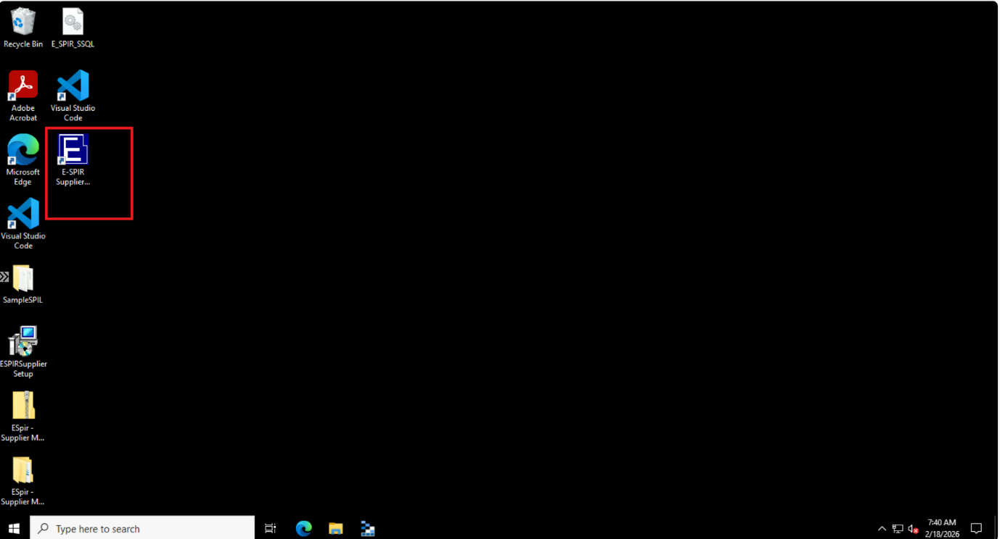 Recycle Bin
E_SPIR_SSQL
Adobe
Acrobat
Visual Studio
Code
Microsoft
Edge
E
E-SPIR
Supplier...
Visual Studio
Code
SampleSPIL
ESPIRSupplier
Setup
ESpir -
Supplier M...
ESpir -
Supplier M...
Type here to search
7:40 AM
2/18/2026